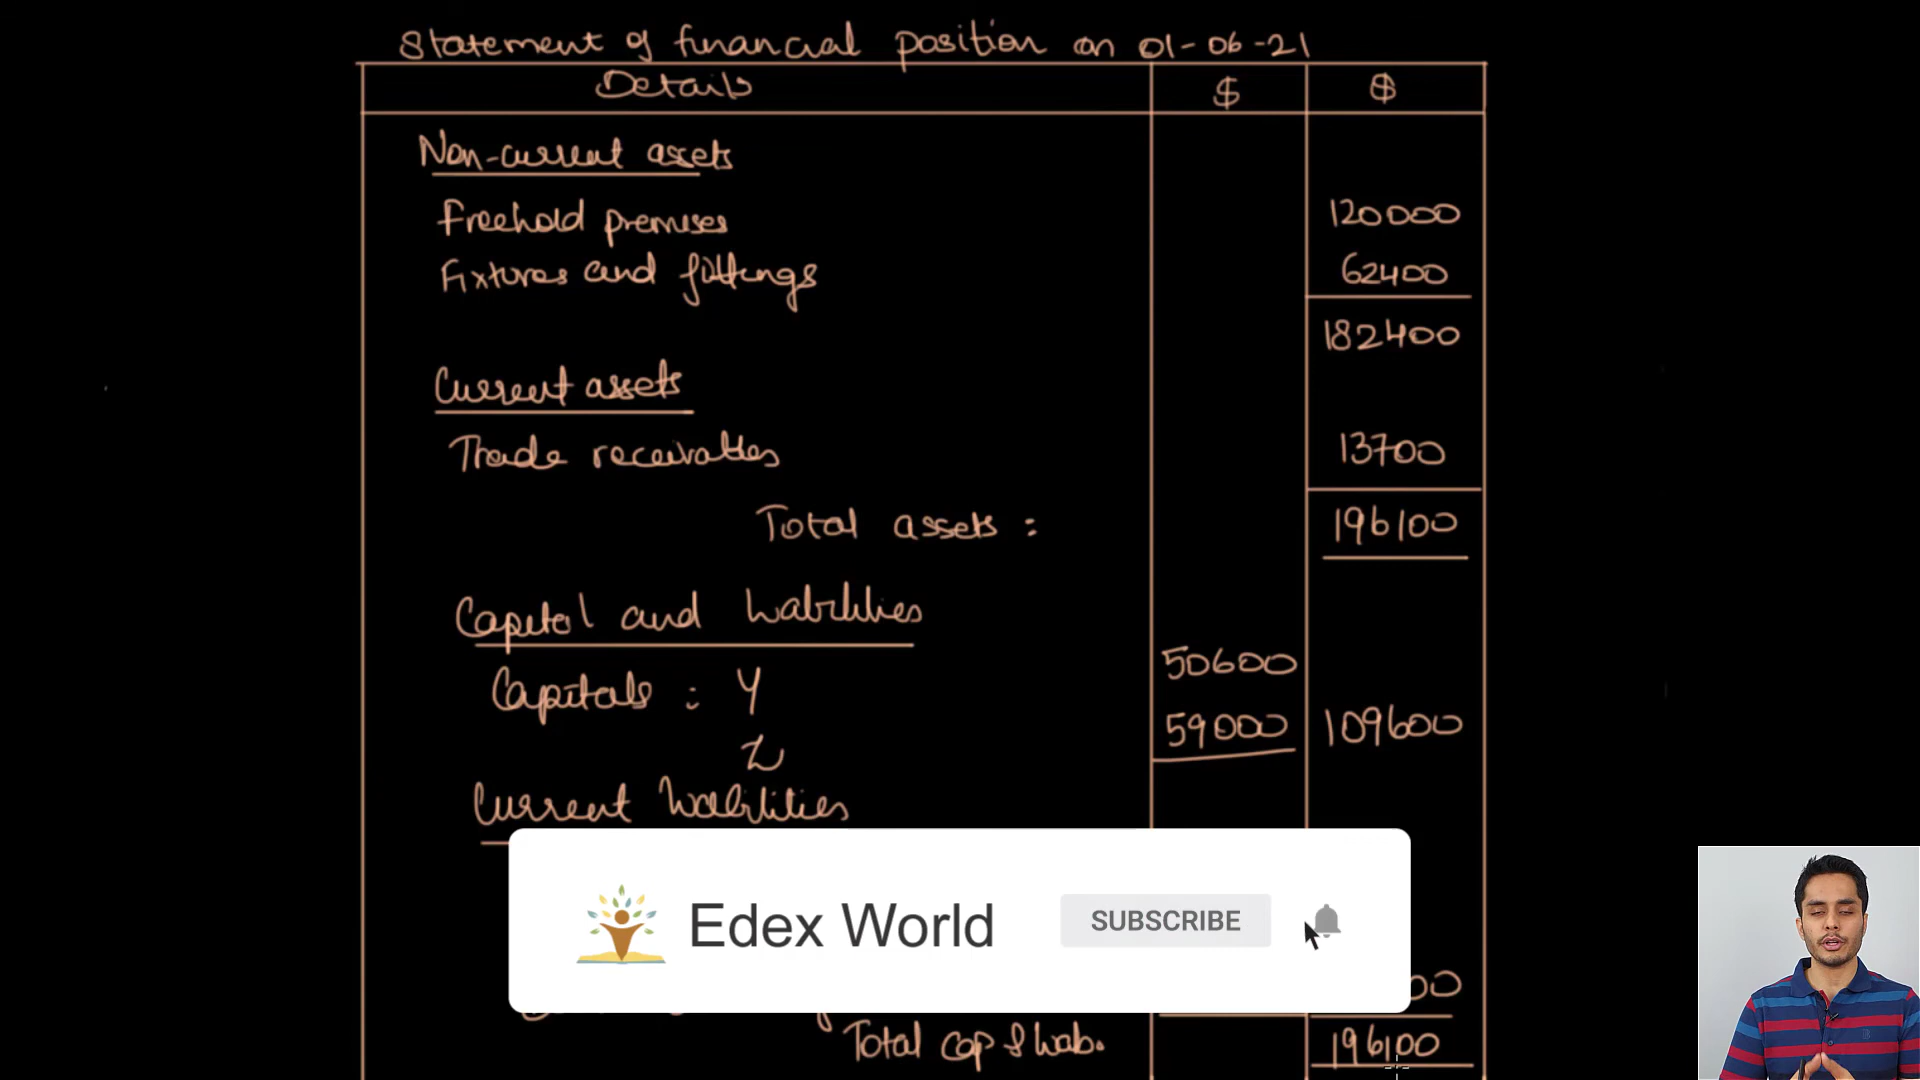 Statement of financial position on 01-06-21
Details $ $
Non-current assets
Freehold premises 120000
Fixtures and fittings 62400
182400
Current assets
Trade receivables 13700
Total assets : 196100
Capital and liabilities
Capitals : Y 50600
Z 59000 109600
Current liabilities
Edex World SUBSCRIBE
00
Total cap & liab. 196100